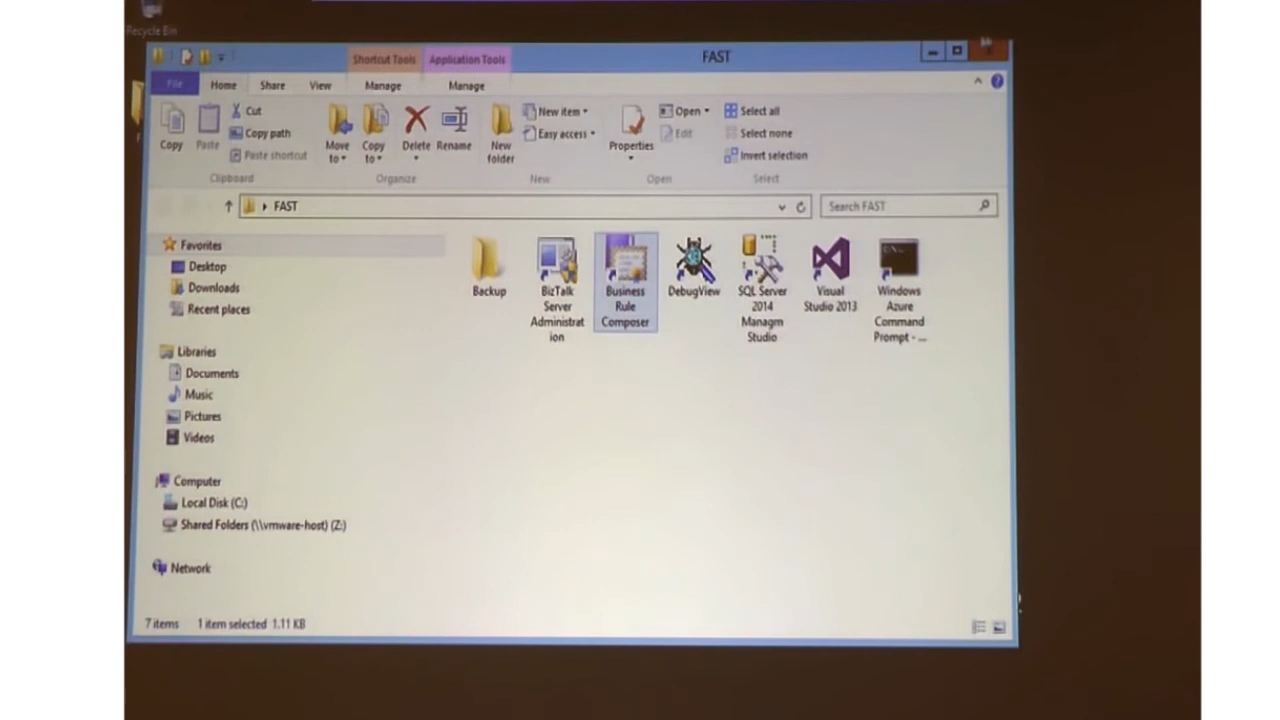 Recycle Bin
Shortcut Tools
Application Tools
FAST
File
Home
Share
View
Manage
Manage
Copy
Paste
Cut
Copy path
Paste shortcut
Clipboard
Move to
Copy to
Delete
Rename
Organize
New folder
New item
Easy access
New
Properties
Open
Edit
Open
Select all
Select none
Invert selection
Select
FAST
Search FAST
Favorites
Desktop
Downloads
Recent places
Libraries
Documents
Music
Pictures
Videos
Computer
Local Disk (C:)
Shared Folders (\\vmware-host) (Z:)
Network
Backup
BizTalk
Server
Administrat
ion
Business
Rule
Composer
DebugView
SQL Server
2014
Managm
Studio
Visual
Studio 2013
Windows
Azure
Command
Prompt - ...
7 items
1 item selected 1.11 KB